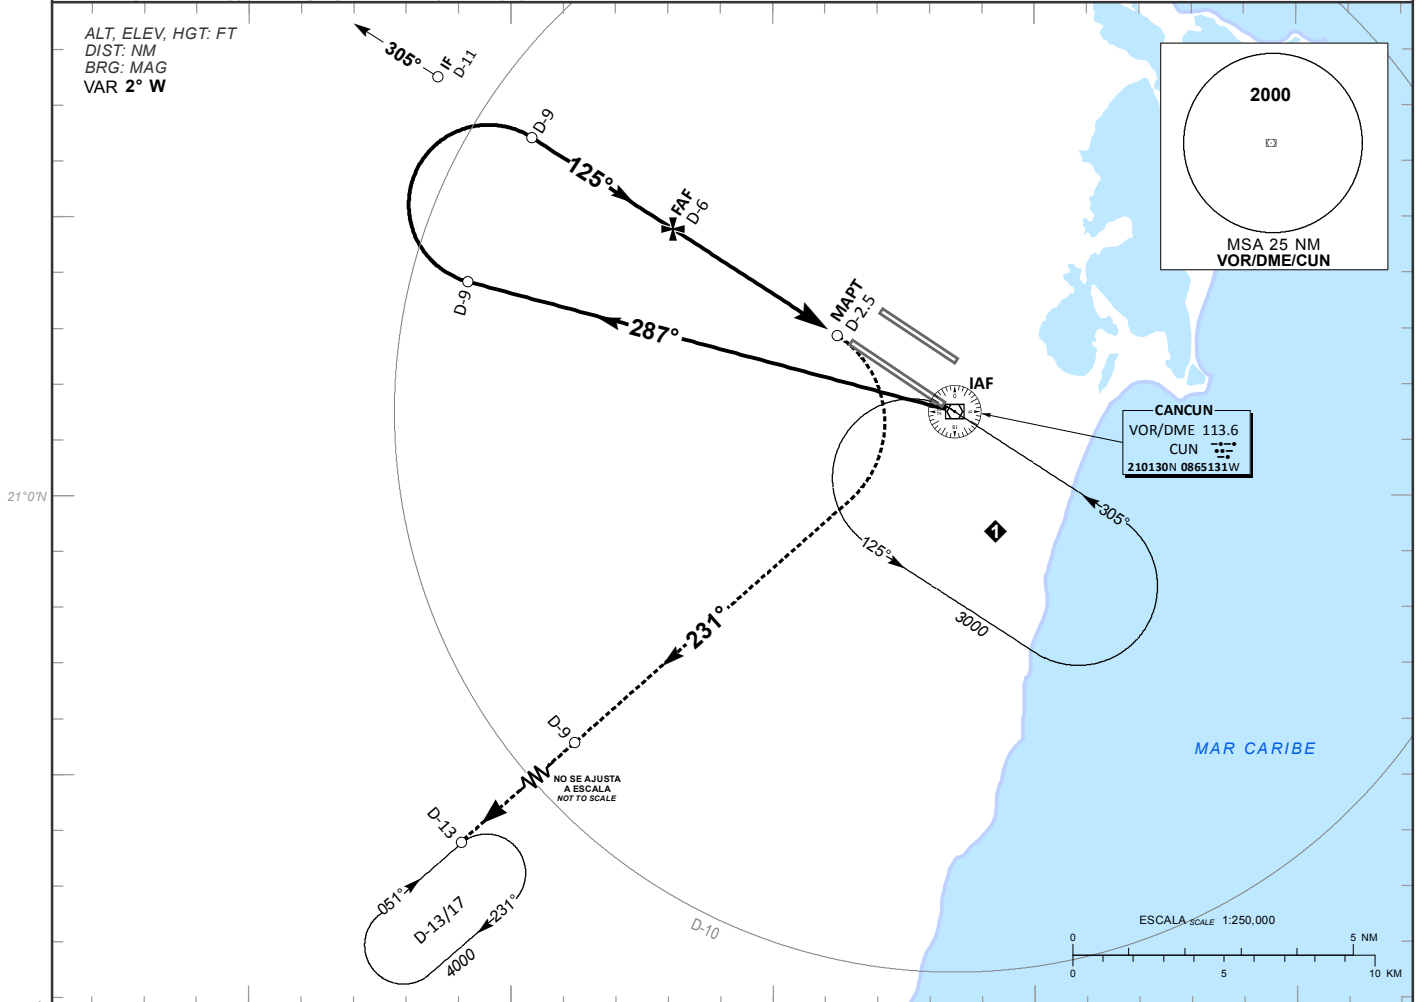 ALT, ELEV, HGT: FT
DIST: NM
BRG: MAG
VAR 2° W
305°
IF
D-11
D-9
125°
FAF
D-6
2000
MSA 25 NM
VOR/DME/CUN
D-9
287°
MAPT
D-2.5
IAF
CANCUN
VOR/DME 113.6
CUN
210130N 0865131W
21°0'N
305°
1
125°
3000
231°
D-9
NO SE AJUSTA
A ESCALA
NOT TO SCALE
MAR CARIBE
D-13
051°
D-13/17
231°
4000
D-10
ESCALA SCALE 1:250,000
0 5 NM
0 5 10 KM